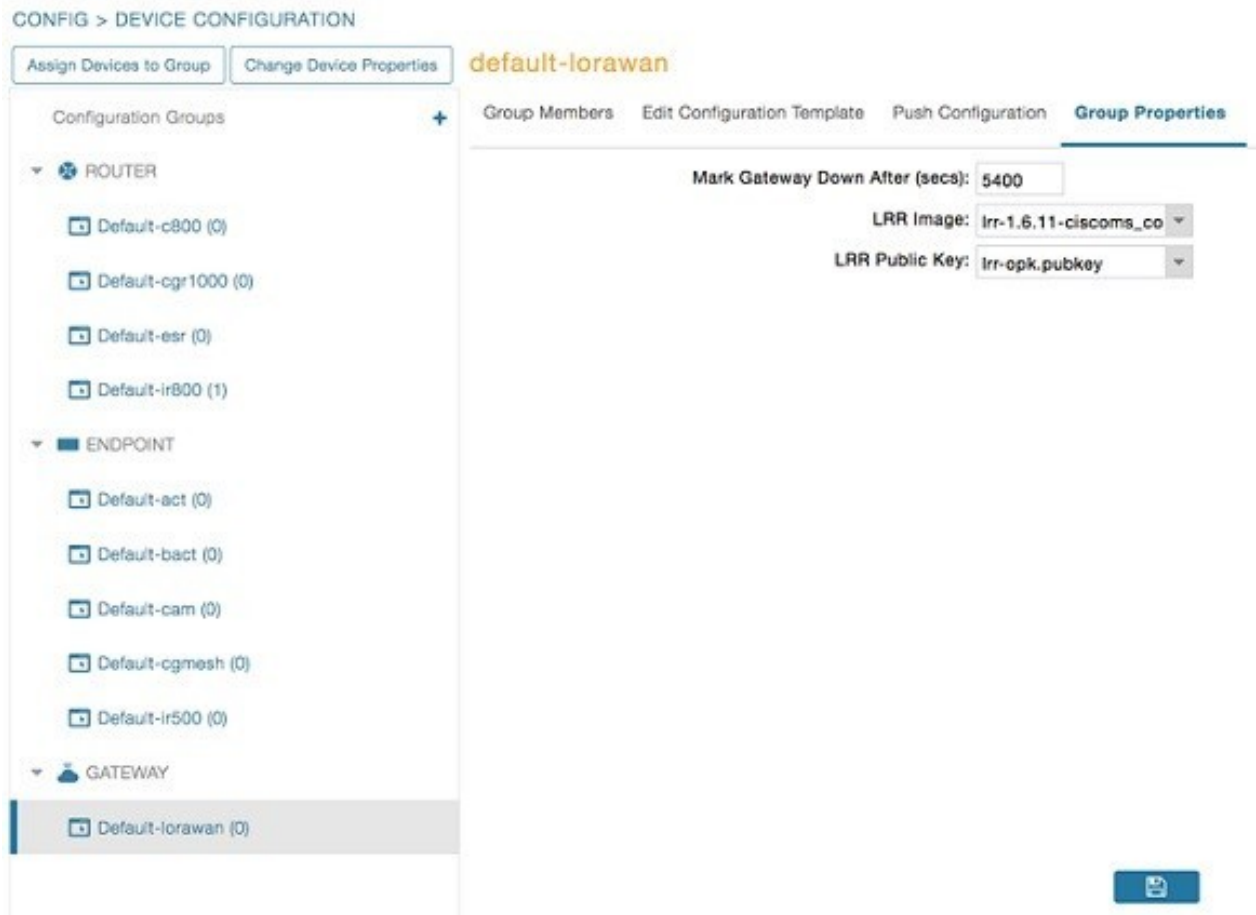 CONFIG > DEVICE CONFIGURATION
Assign Devices to Group
Change Device Properties
default-lorawan
Configuration Groups
+
Group Members
Edit Configuration Template
Push Configuration
Group Properties
ROUTER
Default-c800 (0)
Default-cgr1000 (0)
Default-esr (0)
Default-ir800 (1)
ENDPOINT
Default-act (0)
Default-bact (0)
Default-cam (0)
Default-cgmesh (0)
Default-ir500 (0)
GATEWAY
Default-lorawan (0)
Mark Gateway Down After (secs): 5400
LRR Image: lrr-1.6.11-ciscoms_co
LRR Public Key: lrr-opk.pubkey